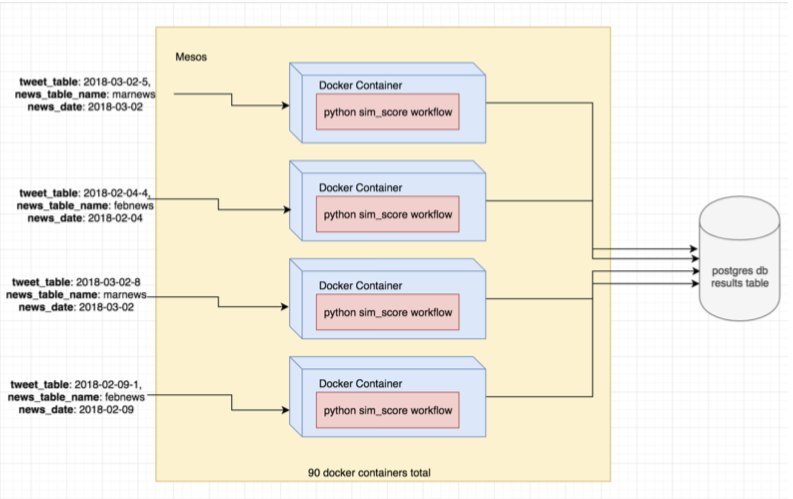 Mesos
tweet_table: 2018-03-02-5,
news_table_name: marnews
news_date: 2018-03-02
Docker Container
python sim_score workflow
tweet_table: 2018-02-04-4,
news_table_name: febnews
news_date: 2018-02-04
Docker Container
python sim_score workflow
tweet_table: 2018-03-02-8
news_table_name: marnews
news_date: 2018-03-02
Docker Container
python sim_score workflow
tweet_table: 2018-02-09-1,
news_table_name: febnews
news_date: 2018-02-09
Docker Container
python sim_score workflow
postgres db
results table
90 docker containers total